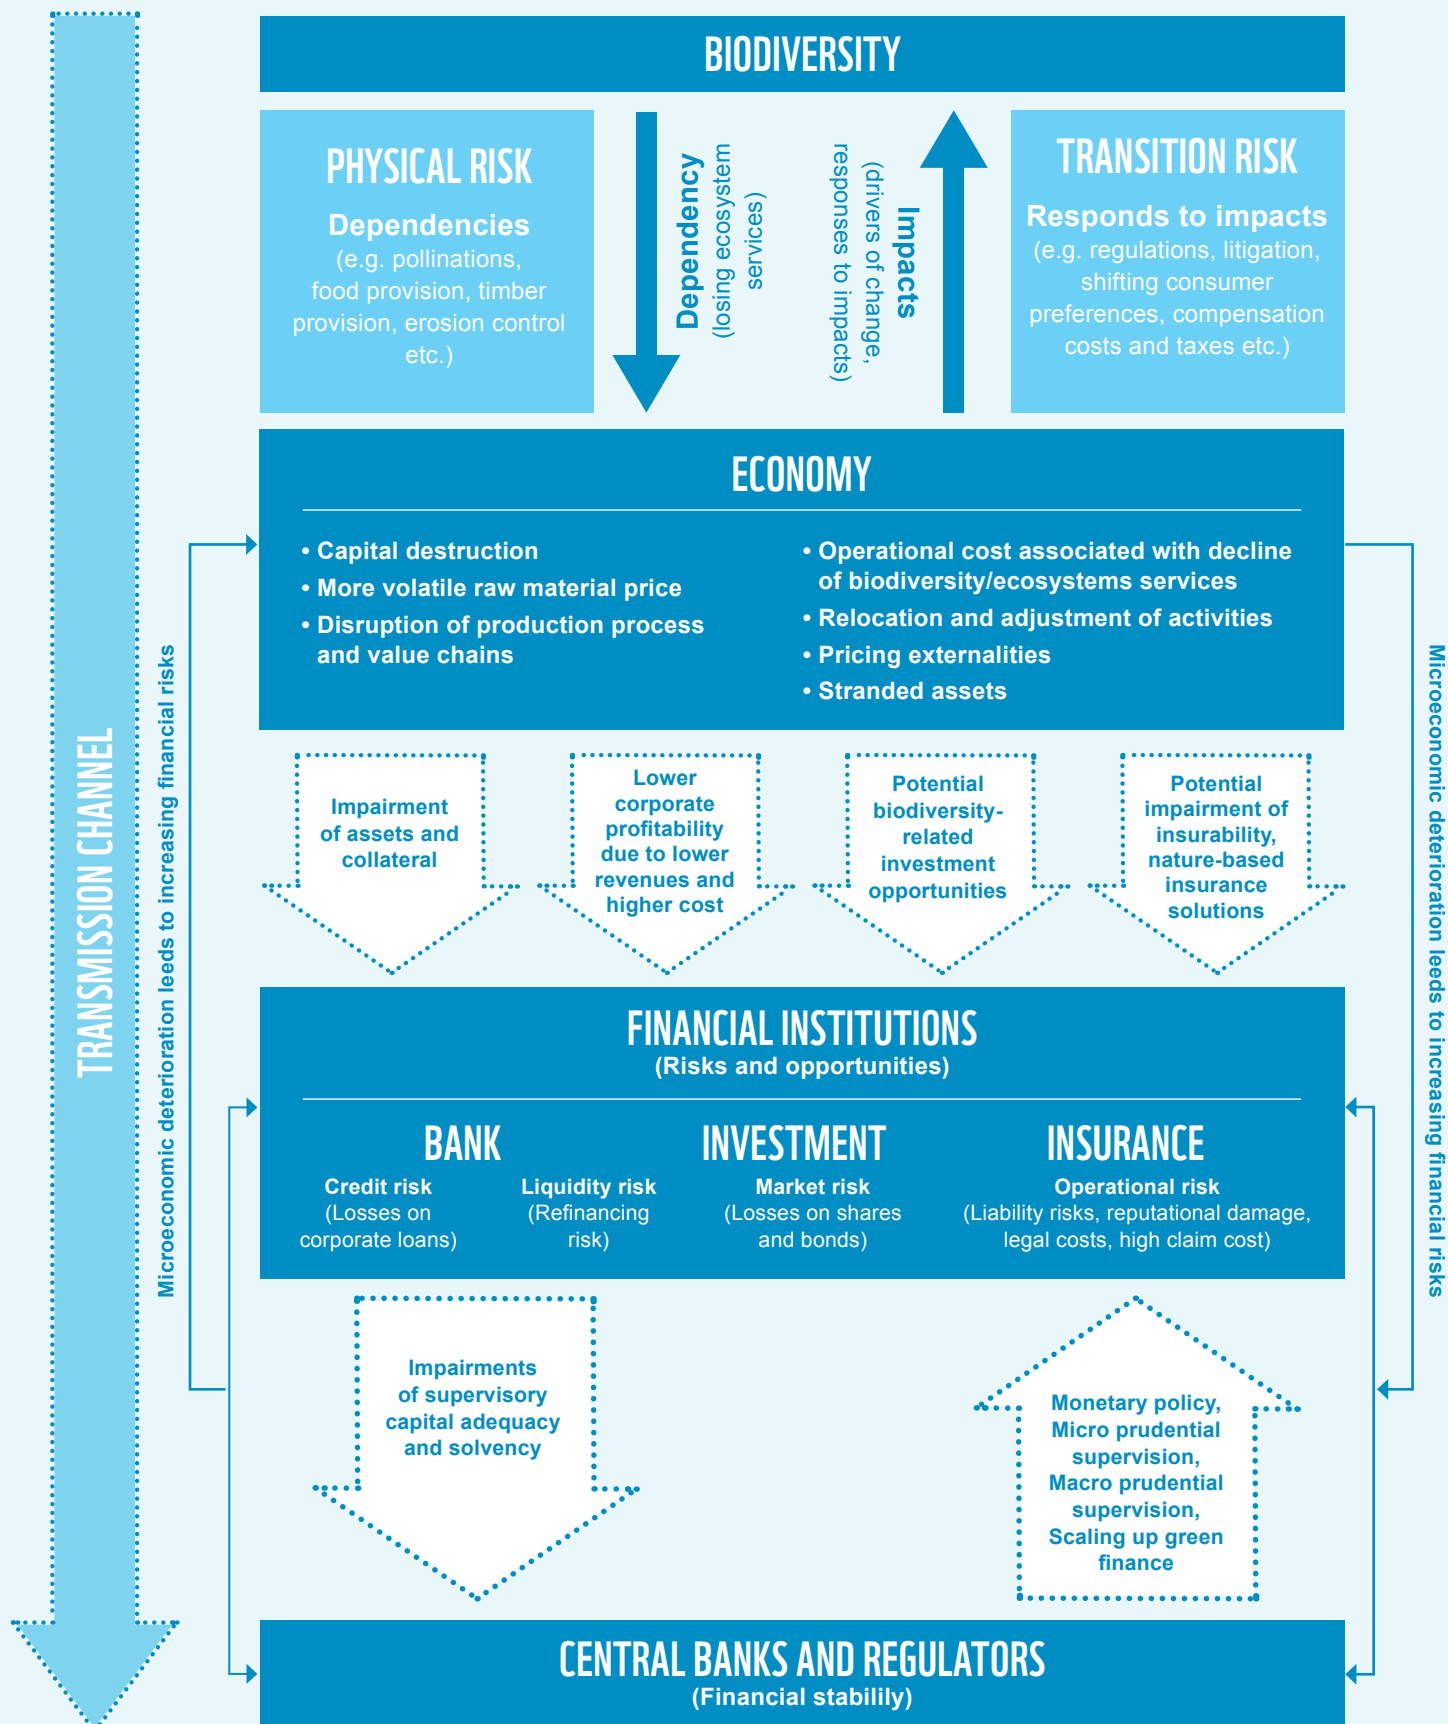 BIODIVERSITY
PHYSICAL RISK
Dependencies
(e.g. pollinations,
food provision, timber
provision, erosion control
etc.)
Dependency
(losing ecosystem
services)
Impacts
(drivers of change,
responses to impacts)
TRANSITION RISK
Responds to impacts
(e.g. regulations, litigation,
shifting consumer
preferences, compensation
costs and taxes etc.)
ECONOMY
• Capital destruction
• More volatile raw material price
• Disruption of production process
and value chains
• Operational cost associated with decline
of biodiversity/ecosystems services
• Relocation and adjustment of activities
• Pricing externalities
• Stranded assets
TRANSMISSION CHANNEL
Microeconomic deterioration leeds to increasing financial risks
Microeconomic deterioration leeds to increasing financial risks
Impairment
of assets and
collateral
Lower
corporate
profitability
due to lower
revenues and
higher cost
Potential
biodiversity-
related
investment
opportunities
Potential
impairment of
insurability,
nature-based
insurance
solutions
FINANCIAL INSTITUTIONS
(Risks and opportunities)
BANK
Credit risk
(Losses on
corporate loans)
Liquidity risk
(Refinancing
risk)
INVESTMENT
Market risk
(Losses on shares
and bonds)
INSURANCE
Operational risk
(Liability risks, reputational damage,
legal costs, high claim cost)
Impairments
of supervisory
capital adequacy
and solvency
Monetary policy,
Micro prudential
supervision,
Macro prudential
supervision,
Scaling up green
finance
CENTRAL BANKS AND REGULATORS
(Financial stabilily)